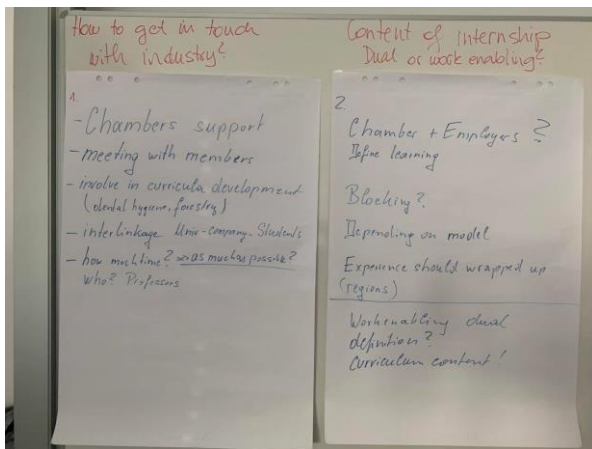 How to get in touch
with industry?
1.
- Chambers support
- meeting with members
- involve in curricula development
(dental hygiene, forestry)
- interlinkage Univ-company-Students
- how much time? as much as possible?
who? Professors
Content of internship
Dual or work enabling?
2.
Chamber + Employers ?
Define learning
Blocking?
Depending on model
Experience should wrapped up
(regions)
Workenabling dual
definition?
Curriculum content!